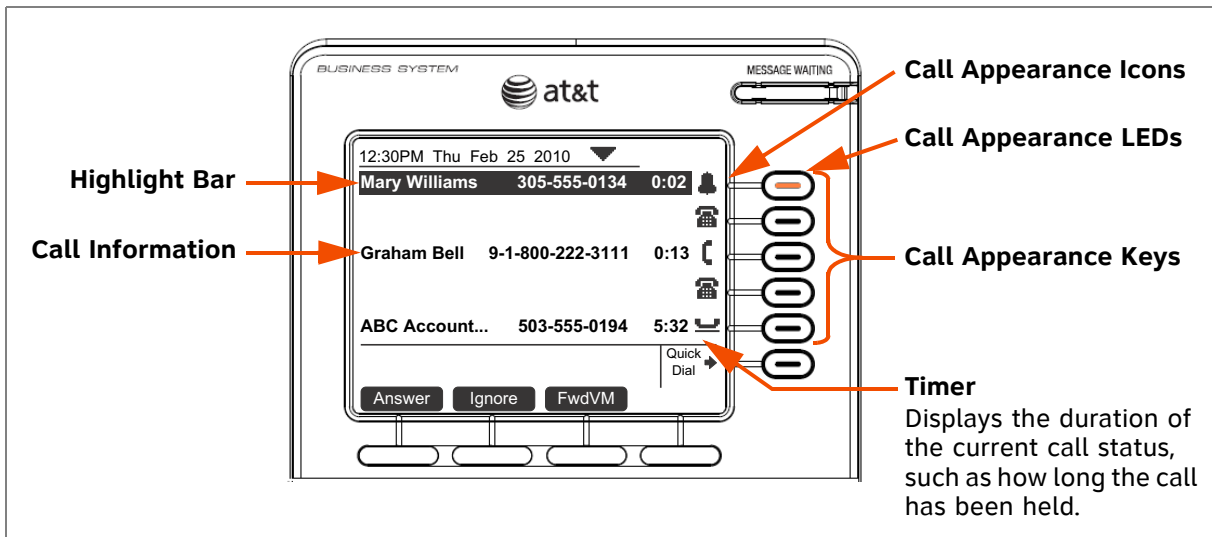 BUSINESS SYSTEM
at&t
MESSAGE WAITING
Call Appearance Icons
Call Appearance LEDs
12:30PM Thu Feb 25 2010
Highlight Bar
Mary Williams 305-555-0134 0:02
Call Information
Graham Bell 9-1-800-222-3111 0:13
Call Appearance Keys
ABC Account... 503-555-0194 5:32
Quick
Dial
Answer Ignore FwdVM
Timer
Displays the duration of
the current call status,
such as how long the call
has been held.